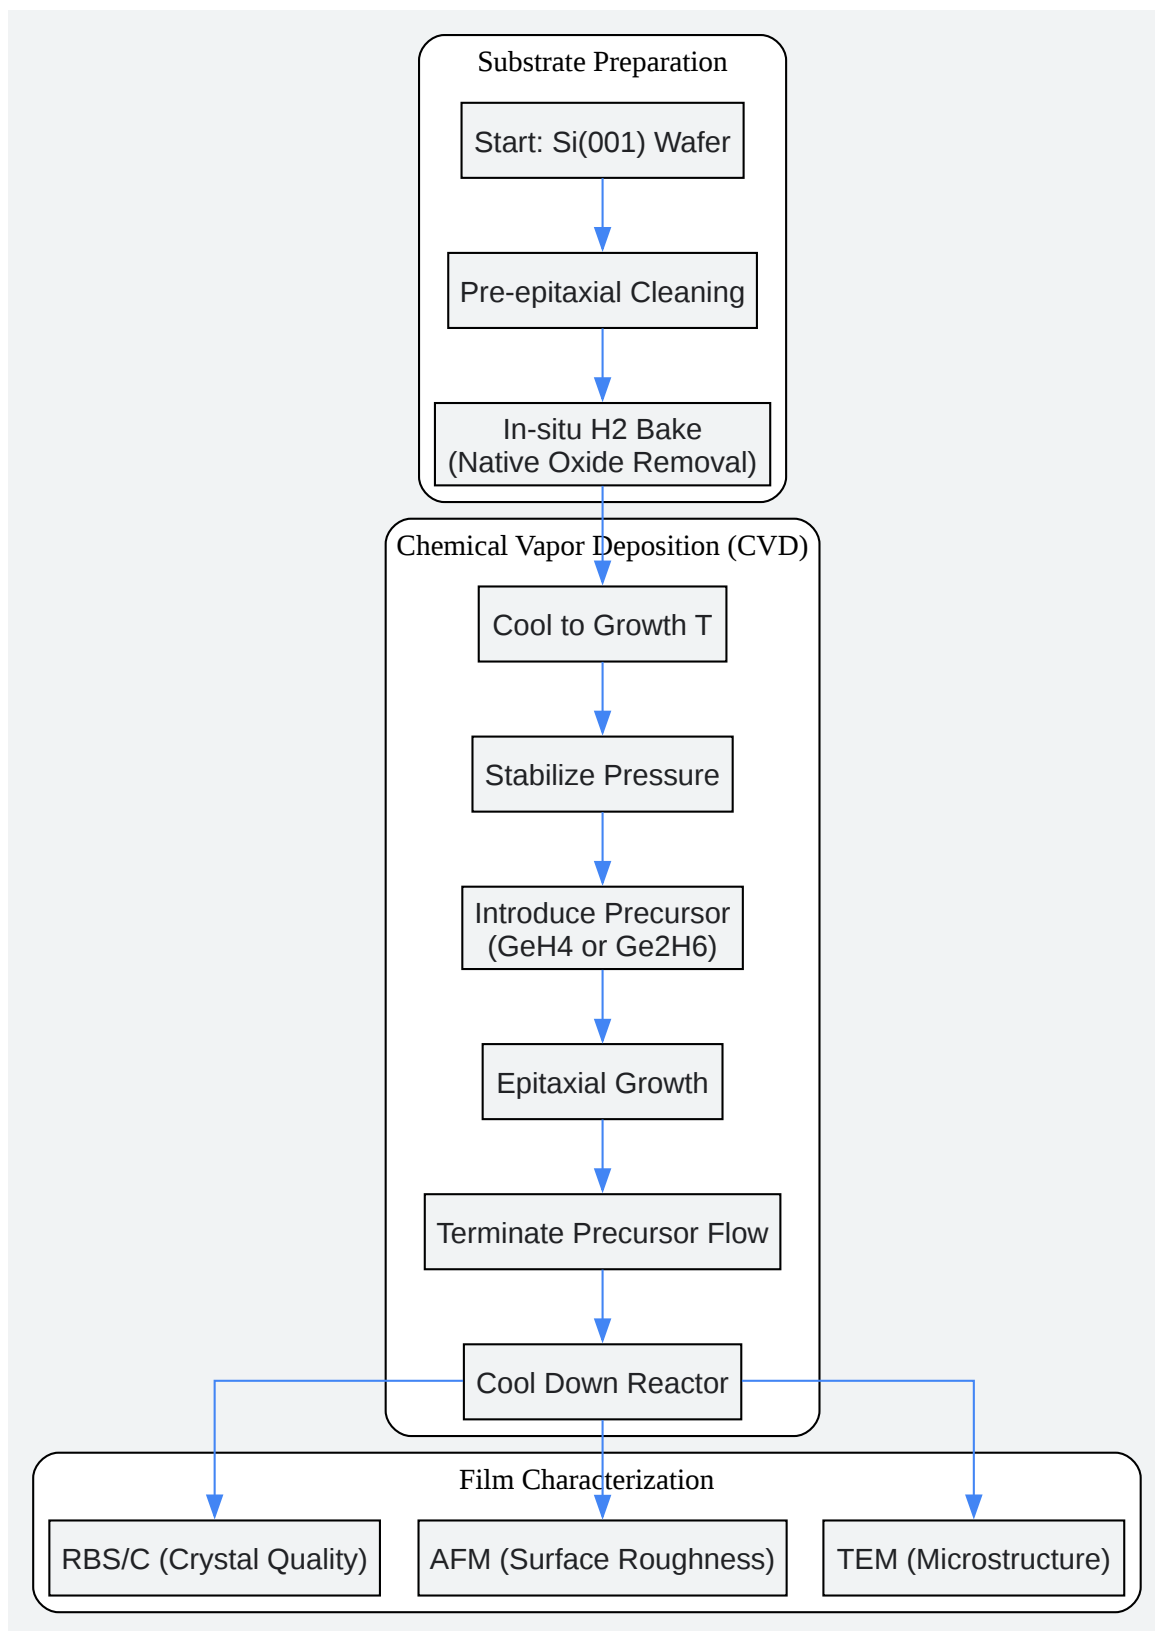 Substrate Preparation
Start: Si(001) Wafer
Pre-epitaxial Cleaning
In-situ H2 Bake
(Native Oxide Removal)
Chemical Vapor Deposition (CVD)
Cool to Growth T
Stabilize Pressure
Introduce Precursor
(GeH4 or Ge2H6)
Epitaxial Growth
Terminate Precursor Flow
Cool Down Reactor
Film Characterization
RBS/C (Crystal Quality)
AFM (Surface Roughness)
TEM (Microstructure)